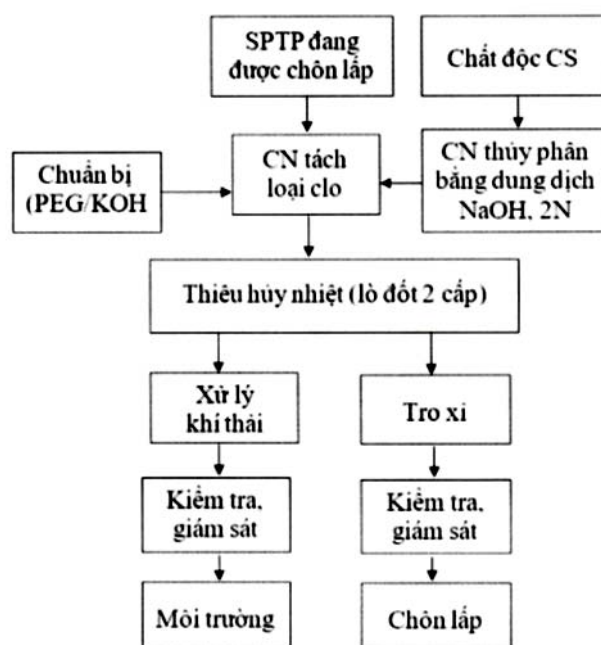 SPTP đang
được chôn lấp
Chất độc CS
Chuẩn bị
(PEG/KOH
CN tách
loại clo
CN thủy phân
bằng dung dịch
NaOH, 2N
Thiêu hủy nhiệt (lò đốt 2 cấp)
Xử lý
khí thải
Tro xỉ
Kiểm tra,
giám sát
Kiểm tra,
giám sát
Môi trường
Chôn lấp